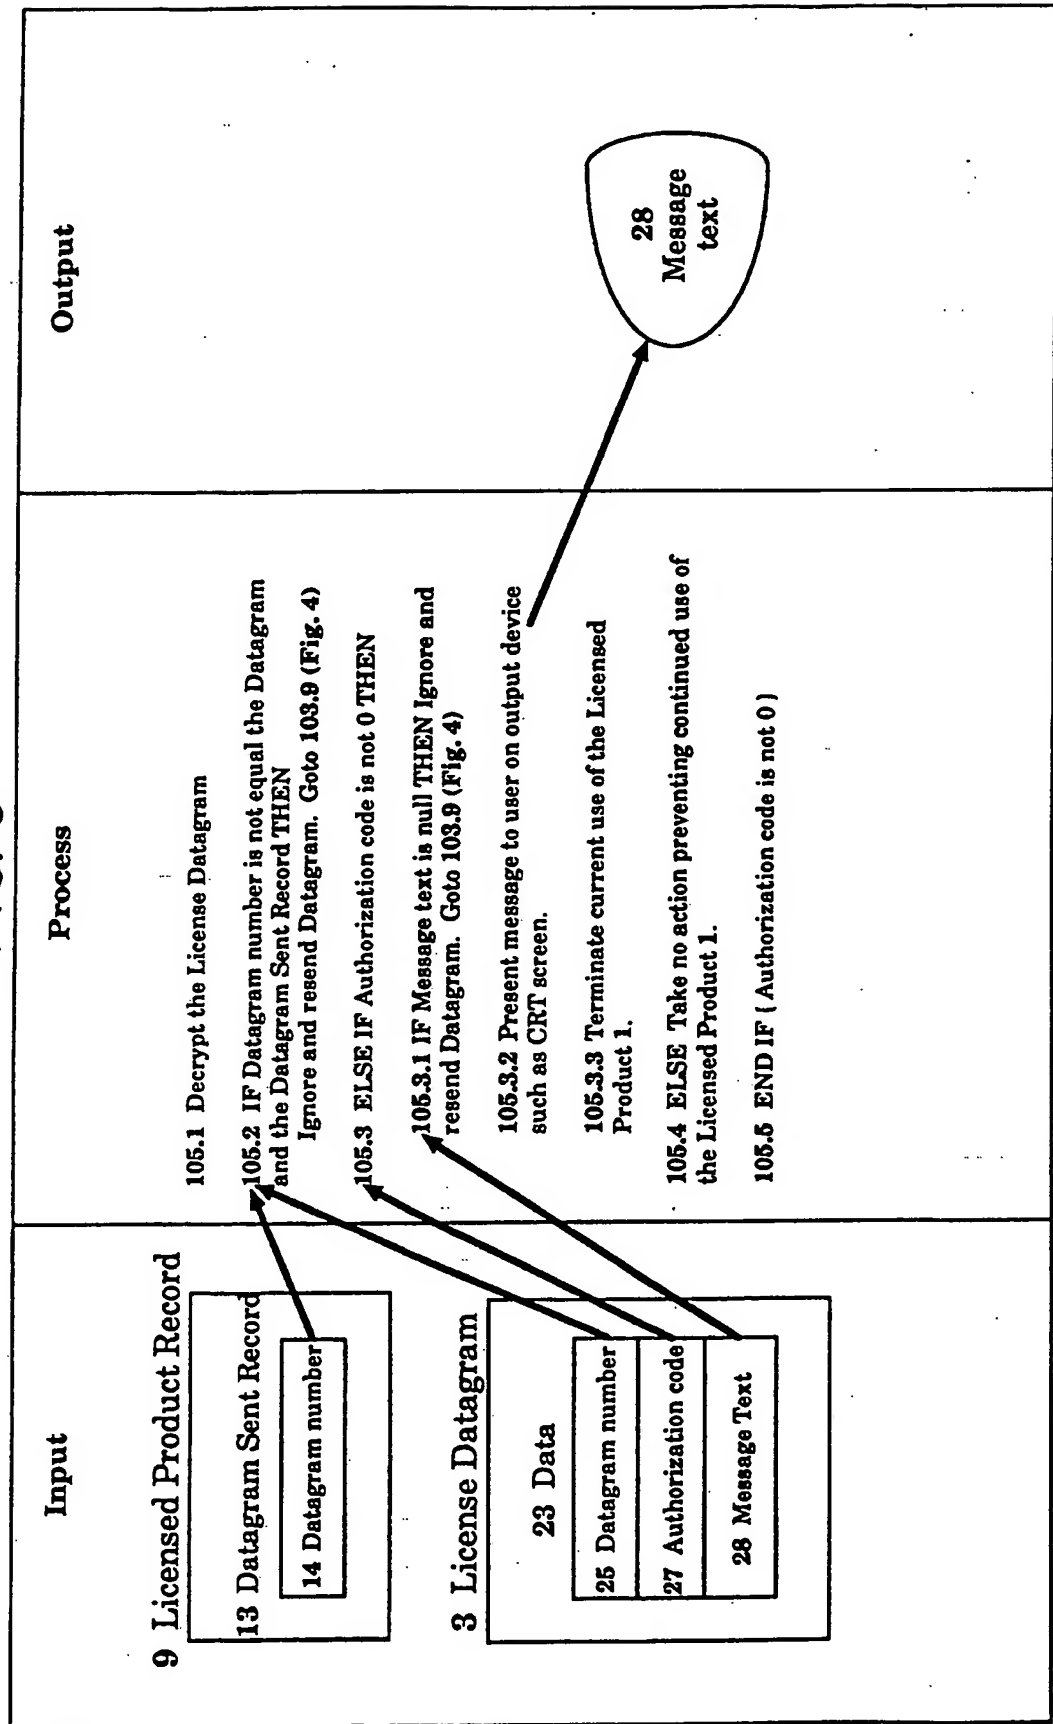 Input
Process
Output
9 Licensed Product Record
13 Datagram Sent Record
14 Datagram number
3 License Datagram
23 Data
25 Datagram number
27 Authorization code
28 Message Text
105.1 Decrypt the License Datagram
105.2 IF Datagram number is not equal the Datagram
and the Datagram Sent Record THEN
Ignore and resend Datagram. Goto 103.9 (Fig. 4)
105.3 ELSE IF Authorization code is not 0 THEN
105.3.1 IF Message text is null THEN Ignore and
resend Datagram. Goto 103.9 (Fig. 4)
105.3.2 Present message to user on output device
such as CRT screen.
105.3.3 Terminate current use of the Licensed
Product 1.
105.4 ELSE Take no action preventing continued use of
the Licensed Product 1.
105.5 END IF { Authorization code is not 0 }
28
Message
text